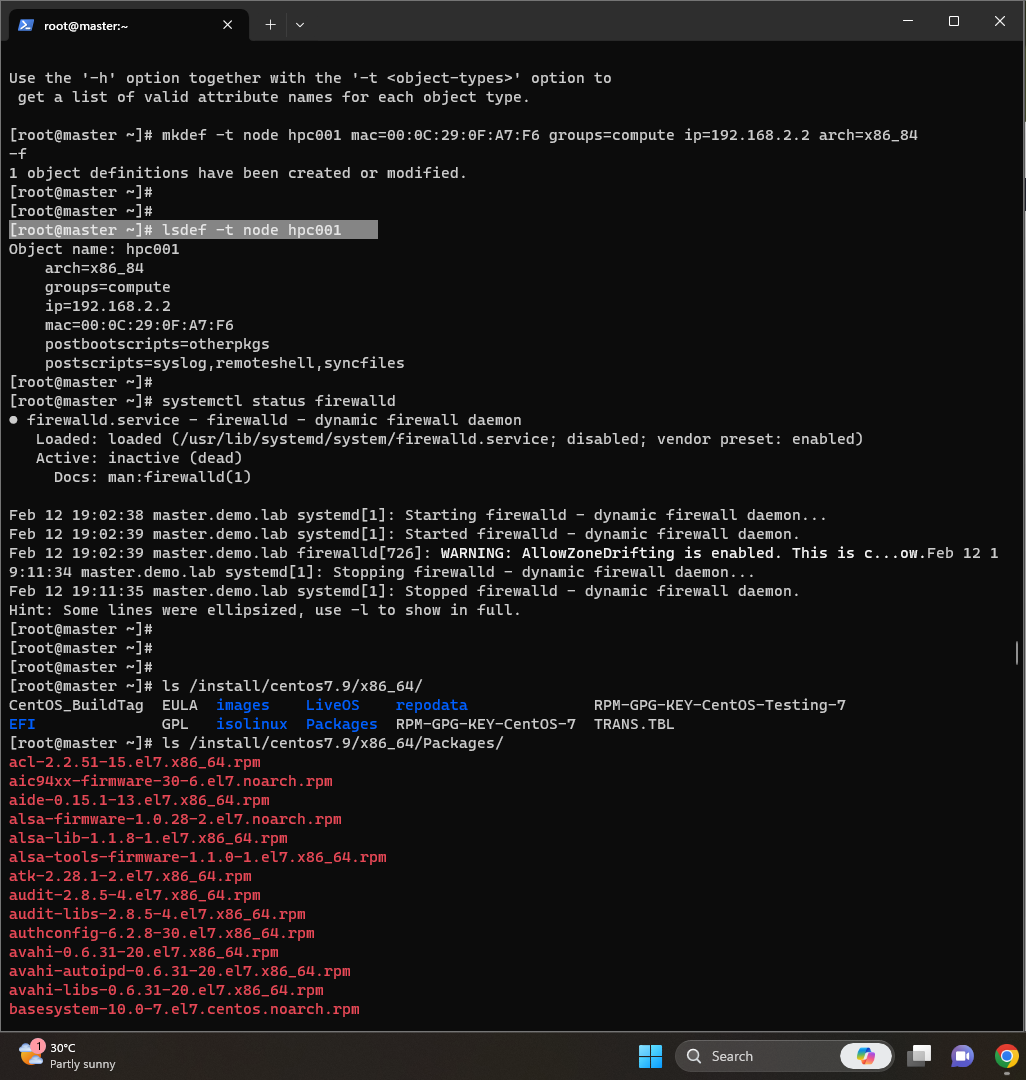 root@master:~
Use the '-h' option together with the '-t <object-types>' option to
 get a list of valid attribute names for each object type.
[root@master ~]# mkdef -t node hpc001 mac=00:0C:29:0F:A7:F6 groups=compute ip=192.168.2.2 arch=x86_84
-f
1 object definitions have been created or modified.
[root@master ~]#
[root@master ~]#
[root@master ~]# lsdef -t node hpc001
Object name: hpc001
    arch=x86_84
    groups=compute
    ip=192.168.2.2
    mac=00:0C:29:0F:A7:F6
    postbootscripts=otherpkgs
    postscripts=syslog,remoteshell,syncfiles
[root@master ~]#
[root@master ~]# systemctl status firewalld
● firewalld.service - firewalld - dynamic firewall daemon
   Loaded: loaded (/usr/lib/systemd/system/firewalld.service; disabled; vendor preset: enabled)
   Active: inactive (dead)
     Docs: man:firewalld(1)
Feb 12 19:02:38 master.demo.lab systemd[1]: Starting firewalld - dynamic firewall daemon...
Feb 12 19:02:39 master.demo.lab systemd[1]: Started firewalld - dynamic firewall daemon.
Feb 12 19:02:39 master.demo.lab firewalld[726]: WARNING: AllowZoneDrifting is enabled. This is c...ow.Feb 12 1
9:11:34 master.demo.lab systemd[1]: Stopping firewalld - dynamic firewall daemon...
Feb 12 19:11:35 master.demo.lab systemd[1]: Stopped firewalld - dynamic firewall daemon.
Hint: Some lines were ellipsized, use -l to show in full.
[root@master ~]#
[root@master ~]#
[root@master ~]#
[root@master ~]# ls /install/centos7.9/x86_64/
CentOS_BuildTag  EULA  images    LiveOS    repodata              RPM-GPG-KEY-CentOS-Testing-7
EFI              GPL   isolinux  Packages  RPM-GPG-KEY-CentOS-7  TRANS.TBL
[root@master ~]# ls /install/centos7.9/x86_64/Packages/
acl-2.2.51-15.el7.x86_64.rpm
aic94xx-firmware-30-6.el7.noarch.rpm
aide-0.15.1-13.el7.x86_64.rpm
alsa-firmware-1.0.28-2.el7.noarch.rpm
alsa-lib-1.1.8-1.el7.x86_64.rpm
alsa-tools-firmware-1.1.0-1.el7.x86_64.rpm
atk-2.28.1-2.el7.x86_64.rpm
audit-2.8.5-4.el7.x86_64.rpm
audit-libs-2.8.5-4.el7.x86_64.rpm
authconfig-6.2.8-30.el7.x86_64.rpm
avahi-0.6.31-20.el7.x86_64.rpm
avahi-autoipd-0.6.31-20.el7.x86_64.rpm
avahi-libs-0.6.31-20.el7.x86_64.rpm
basesystem-10.0-7.el7.centos.noarch.rpm
1
30°C
Partly sunny
Search